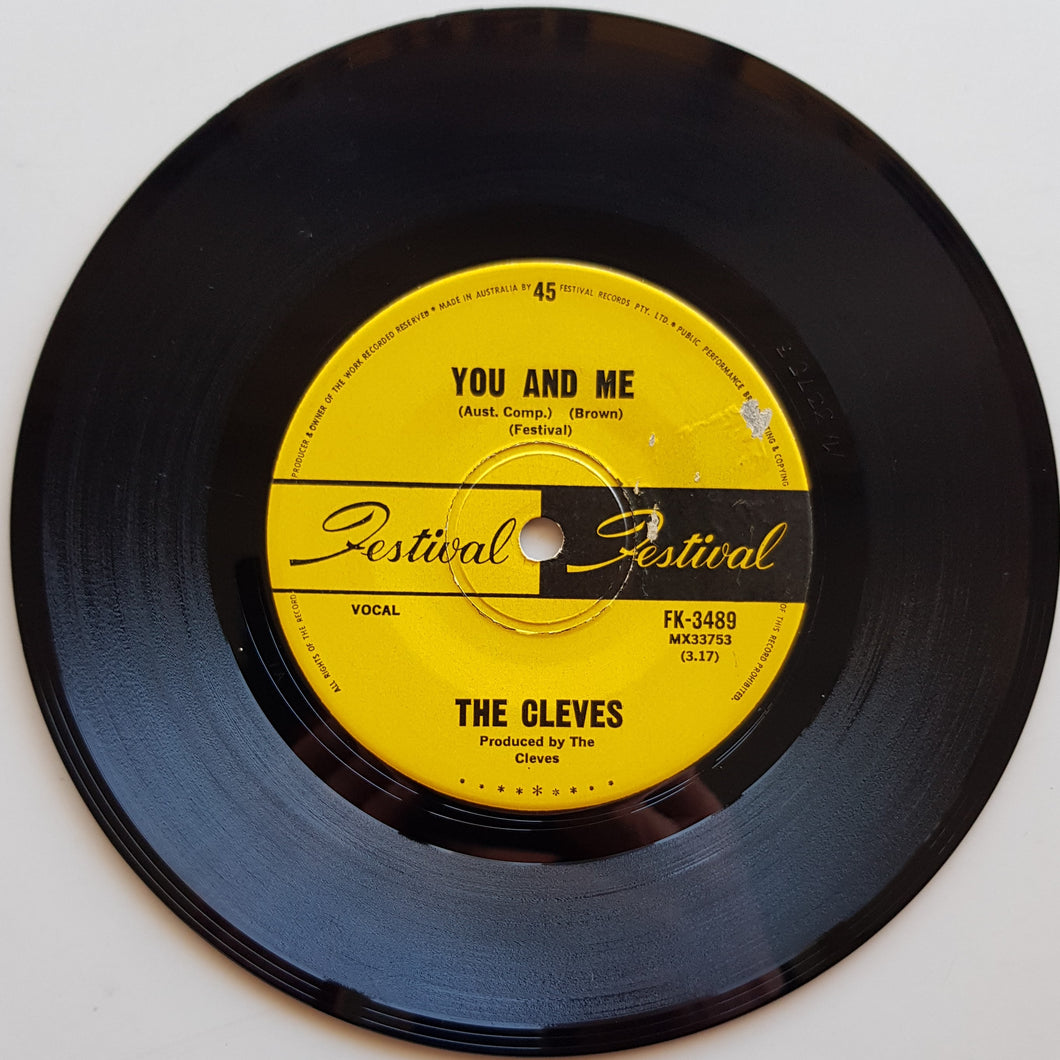 PRODUCER & OWNER OF THE WORK RECORDED RESERVED • MADE IN AUSTRALIA BY 45 FESTIVAL RECORDS PTY. LTD. • PUBLIC PERFORMANCE BR TING & COPYING
YOU AND ME
(Aust. Comp.) (Brown)
(Festival)
Festival Festival
VOCAL
FK-3489
MX33753
(3.17)
ALL RIGHTS OF THE RECORD
OF THIS RECORD PROHIBITED.
THE CLEVES
Produced by The
Cleves